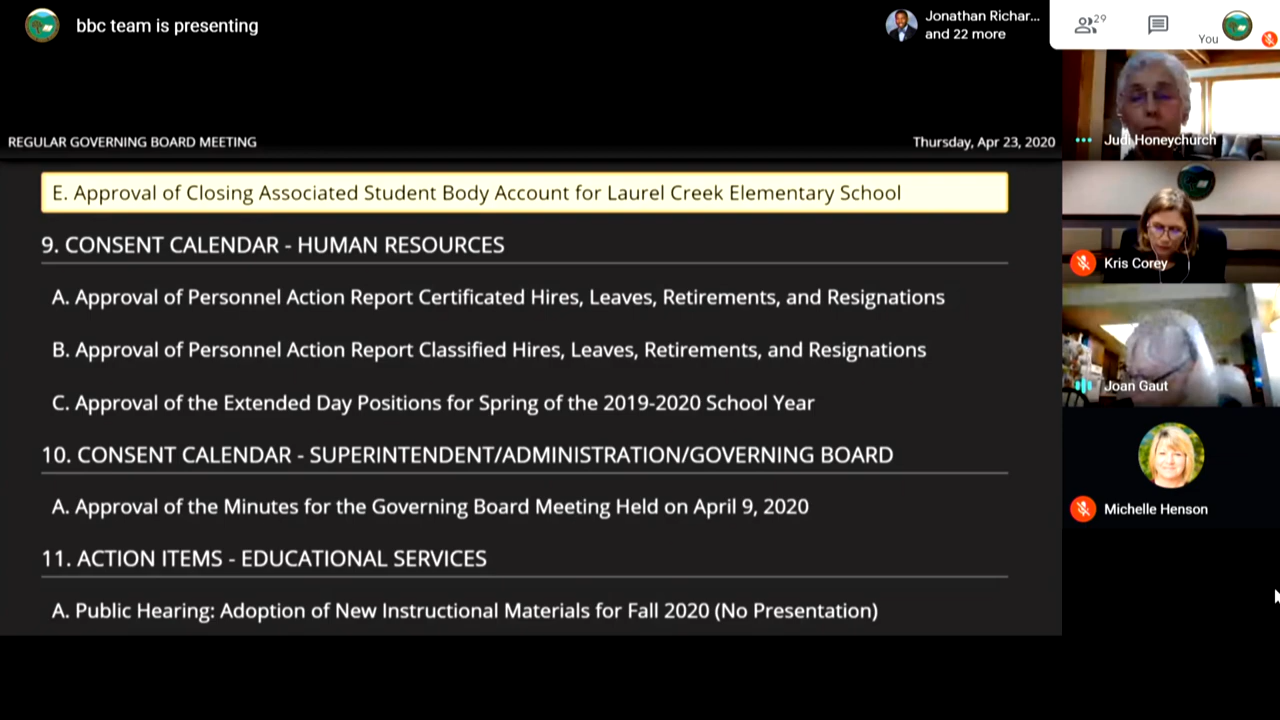 bbc team is presenting
Jonathan Richar...
and 22 more
29
You
REGULAR GOVERNING BOARD MEETING
Thursday, Apr 23, 2020
E. Approval of Closing Associated Student Body Account for Laurel Creek Elementary School
9. CONSENT CALENDAR - HUMAN RESOURCES
A. Approval of Personnel Action Report Certificated Hires, Leaves, Retirements, and Resignations
B. Approval of Personnel Action Report Classified Hires, Leaves, Retirements, and Resignations
C. Approval of the Extended Day Positions for Spring of the 2019-2020 School Year
10. CONSENT CALENDAR - SUPERINTENDENT/ADMINISTRATION/GOVERNING BOARD
A. Approval of the Minutes for the Governing Board Meeting Held on April 9, 2020
11. ACTION ITEMS - EDUCATIONAL SERVICES
A. Public Hearing: Adoption of New Instructional Materials for Fall 2020 (No Presentation)
Judi Honeychurch
Kris Corey
Joan Gaut
Michelle Henson